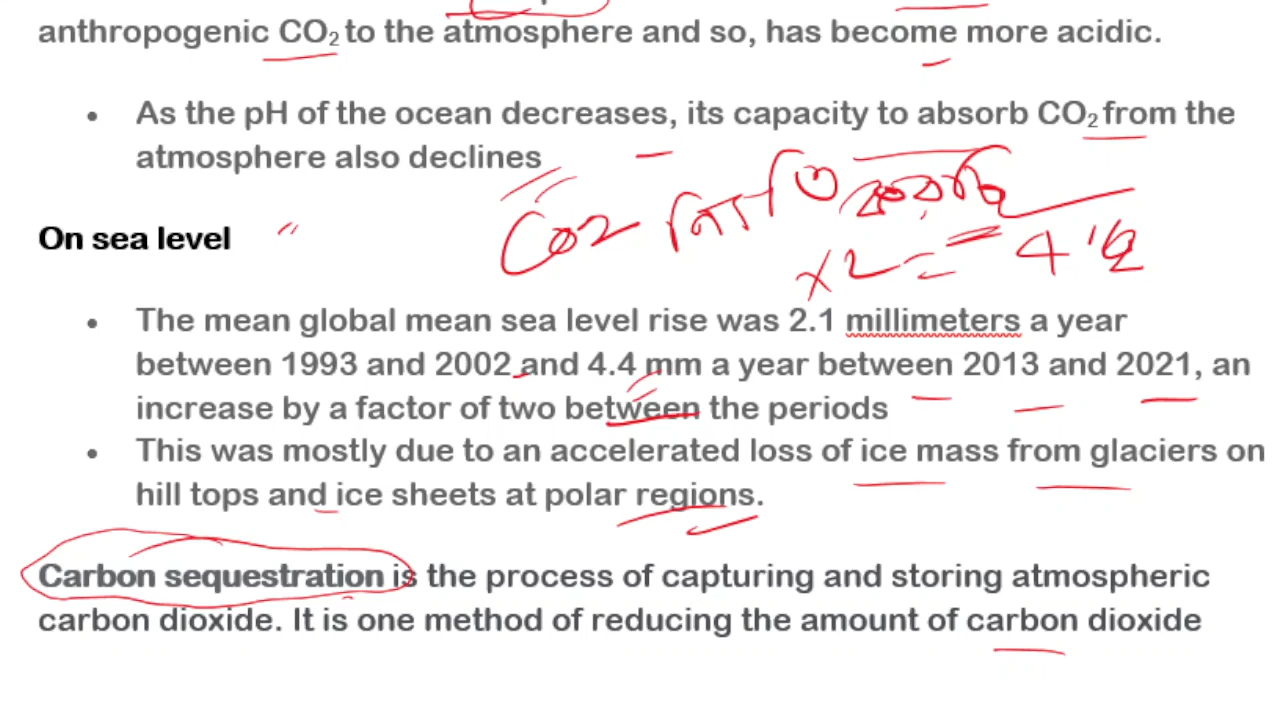 anthropogenic CO₂ to the atmosphere and so, has become more acidic.
• As the pH of the ocean decreases, its capacity to absorb CO₂ from the
atmosphere also declines
CO2
x2 = 4
On sea level
• The mean global mean sea level rise was 2.1 millimeters a year
between 1993 and 2002 and 4.4 mm a year between 2013 and 2021, an
increase by a factor of two between the periods
• This was mostly due to an accelerated loss of ice mass from glaciers on
hill tops and ice sheets at polar regions.
Carbon sequestration is the process of capturing and storing atmospheric
carbon dioxide. It is one method of reducing the amount of carbon dioxide